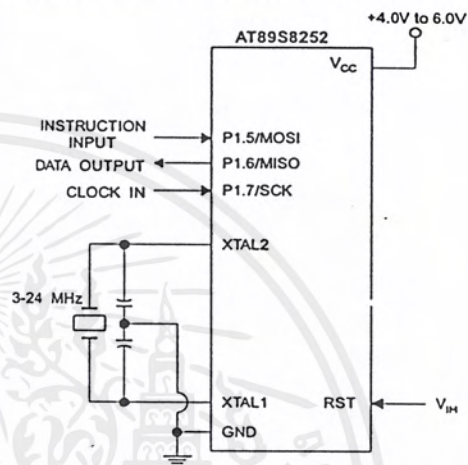 +4.0V to 6.0V
AT89S8252
VCC
INSTRUCTION
INPUT
P1.5/MOSI
DATA OUTPUT
P1.6/MISO
CLOCK IN
P1.7/SCK
XTAL2
3-24 MHz
XTAL1
RST
VIH
GND